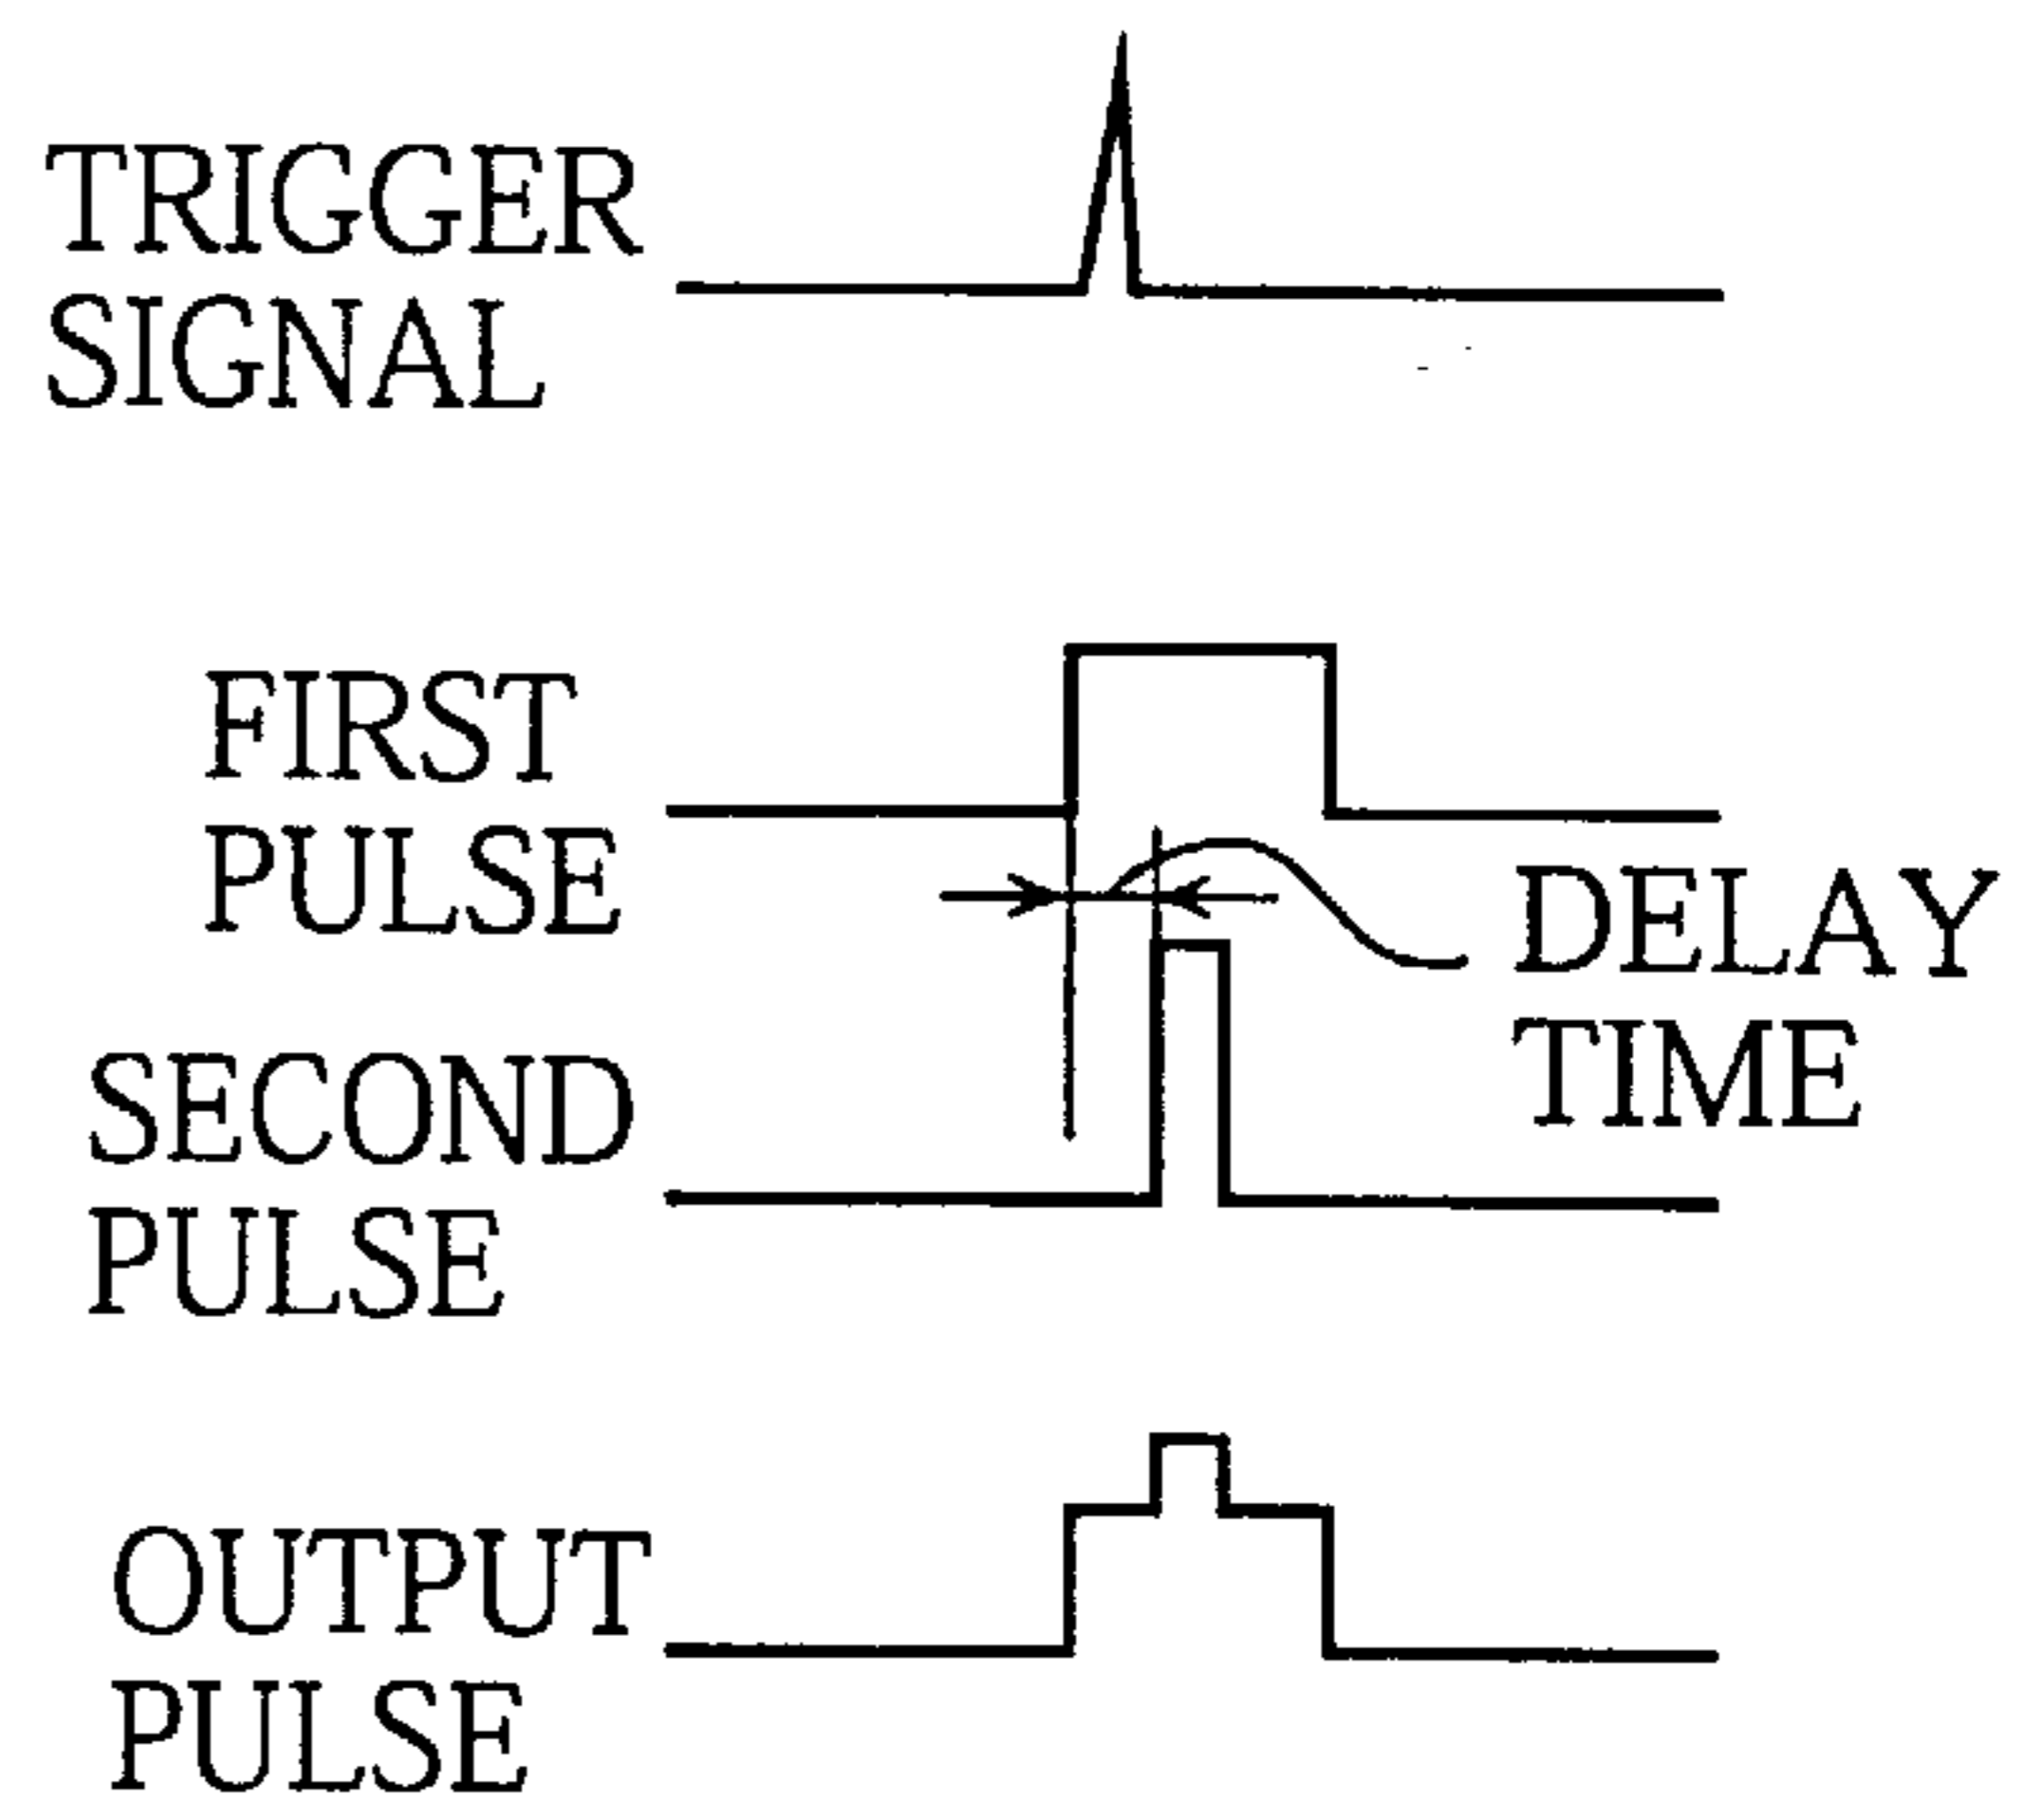 TRIGGER
SIGNAL
FIRST
PULSE
DELAY
TIME
SECOND
PULSE
OUTPUT
PULSE